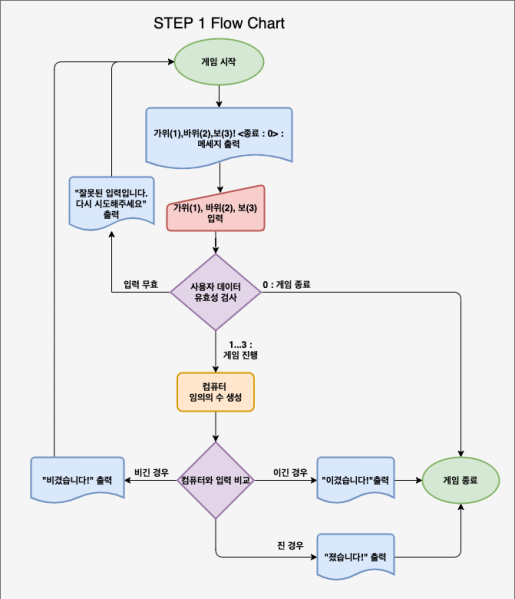 STEP 1 Flow Chart
게임 시작
가위(1),바위(2),보(3)! <종료 : 0> :
메세지 출력
"잘못된 입력입니다.
다시 시도해주세요"
출력
가위(1), 바위(2), 보(3)
입력
입력 무효
사용자 데이터
유효성 검사
0 : 게임 종료
1...3 :
게임 진행
컴퓨터
임의의 수 생성
"비겼습니다!" 출력
비긴 경우
컴퓨터와 입력 비교
이긴 경우
"이겼습니다!"출력
게임 종료
진 경우
"졌습니다!" 출력